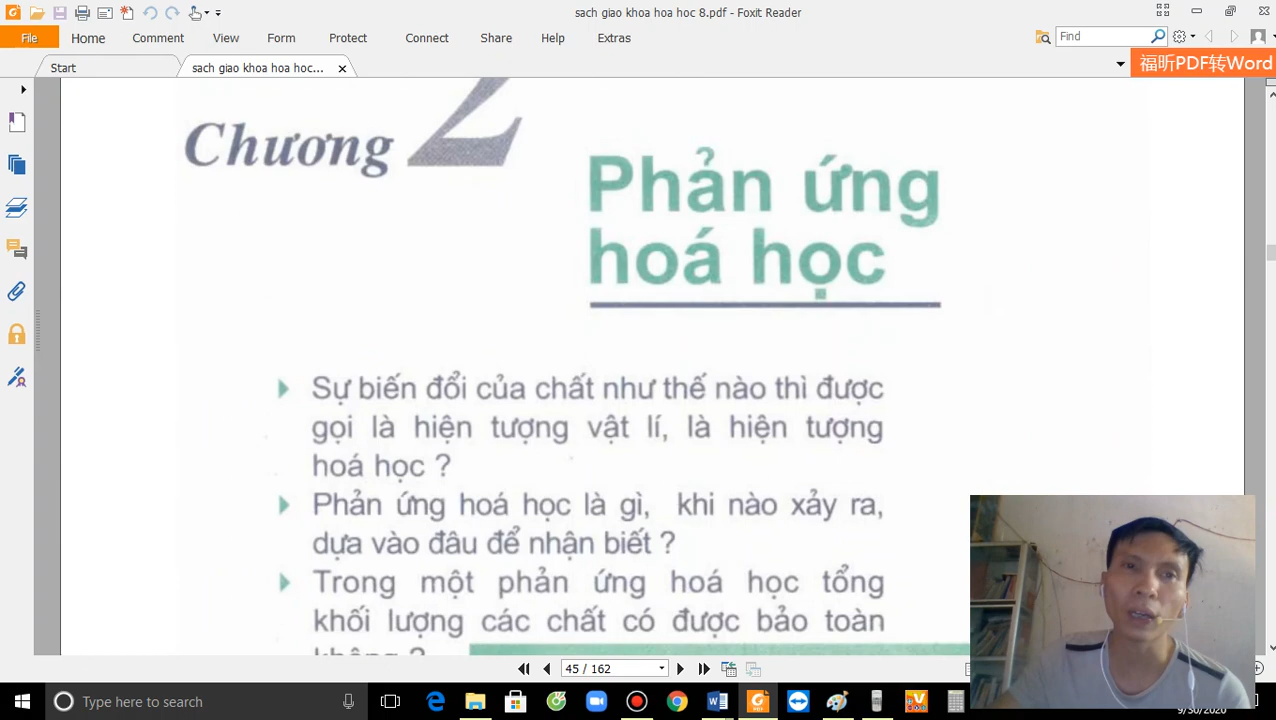 sach giao khoa hoa hoc 8.pdf - Foxit Reader
File Home Comment View Form Protect Connect Share Help Extras
Find
Start
sach giao khoa hoa hoc...
福昕PDF转Word
Chương 2
Phản ứng
hoá học
Sự biến đổi của chất như thế nào thì được
gọi là hiện tượng vật lí, là hiện tượng
hoá học ?
Phản ứng hoá học là gì, khi nào xảy ra,
dựa vào đâu để nhận biết ?
Trong một phản ứng hoá học tổng
khối lượng các chất có được bảo toàn
không ?
45 / 162
Type here to search
9/30/2020